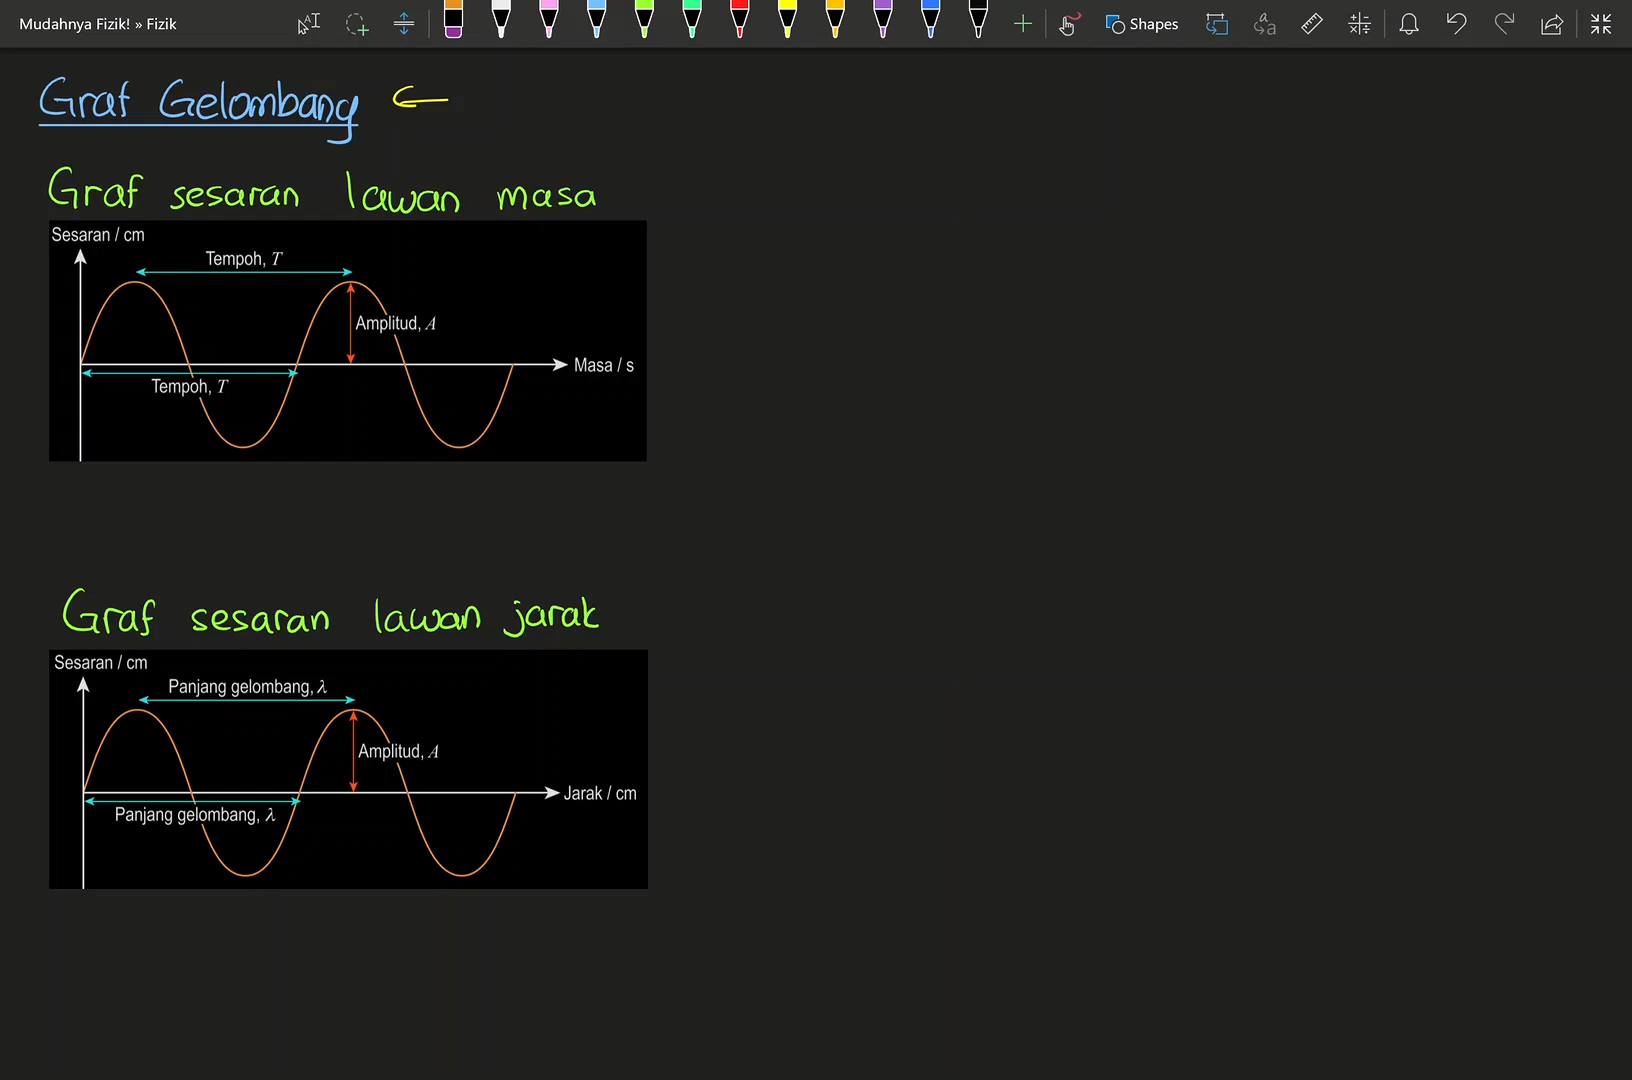 Mudahnya Fizik! » Fizik
Shapes
Graf Gelombang
Graf sesaran lawan masa
Sesaran / cm
Tempoh, T
Amplitud, A
Masa / s
Tempoh, T
Graf sesaran lawan jarak
Sesaran / cm
Panjang gelombang, λ
Amplitud, A
Jarak / cm
Panjang gelombang, λ